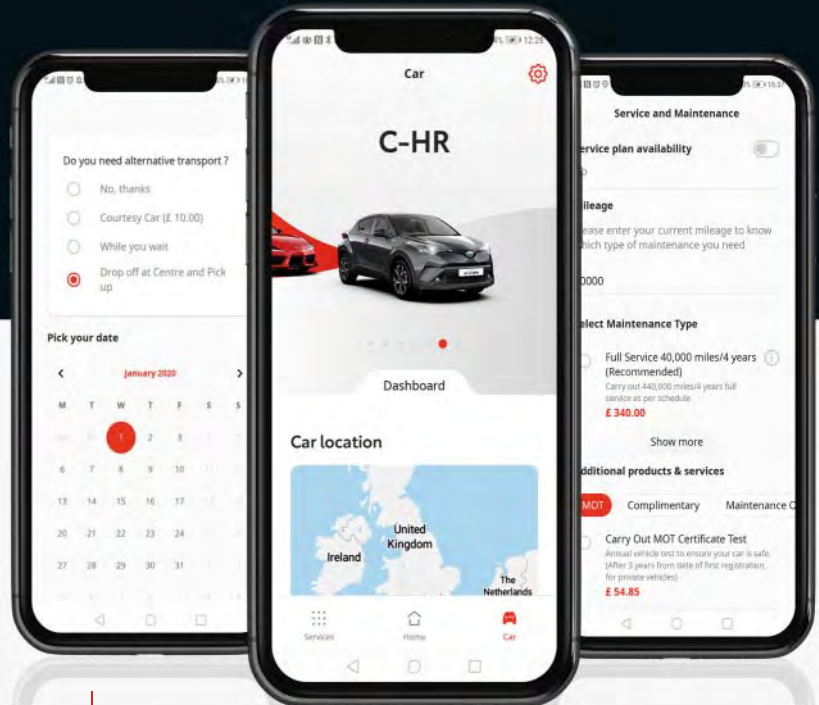 Do you need alternative transport ?
No, thanks
Courtesy Car (£ 10.00)
While you wait
Drop off at Centre and Pick
up
Pick your date
January 2020
M T W T F S S
1 2 3
6 7 8 9 10
13 14 15 16 17
20 21 22 23 24
27 28 29 30 31
12:28
Car
C-HR
Dashboard
Car location
United
Kingdom
Ireland
The
Netherlands
Services Home Car
16:37
Service and Maintenance
ervice plan availability
ileage
ease enter your current mileage to know
hich type of maintenance you need
0000
elect Maintenance Type
Full Service 40,000 miles/4 years
(Recommended)
Carry out 440,000 miles/4 years full
service as per schedule
£ 340.00
Show more
dditional products & services
MOT Complimentary Maintenance C
Carry Out MOT Certificate Test
Annual vehicle test to ensure your car is safe.
(After 3 years from date of first registration,
for private vehicles)
£ 54.85